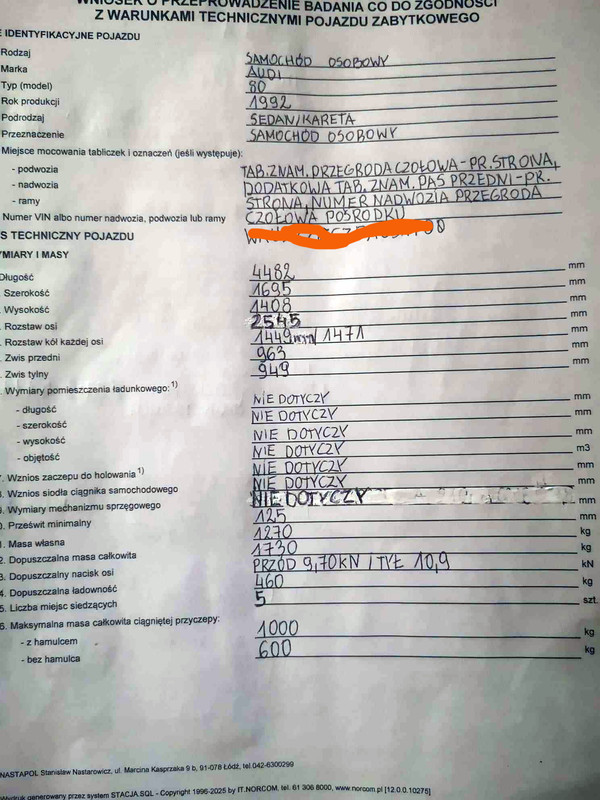 WNIOSEK O PRZEPROWADZENIE BADANIA CO DO ZGODNOŚCI
Z WARUNKAMI TECHNICZNYMI POJAZDU ZABYTKOWEGO
E IDENTYFIKACYJNE POJAZDU
Rodzaj SAMOCHÓD OSOBOWY
Marka AUDI
Typ (model) 80
Rok produkcji 1992
Podrodzaj SEDAN/KARETA
Przeznaczenie SAMOCHÓD OSOBOWY
Miejsce mocowania tabliczek i oznaczeń (jeśli występuje):
- podwozia TAB.ZNAM. PRZEGRODA CZOŁOWA-PR.STRONA,
- nadwozia DODATKOWA TAB. ZNAM. PAS PRZEDNI-PR.
- ramy STRONA, NUMER NADWOZIA PRZEGRODA
Numer VIN albo numer nadwozia, podwozia lub ramy CZOŁOWA POŚRODKU
S TECHNICZNY POJAZDU
YMIARY I MASY
Długość 4482 mm
. Szerokość 1695 mm
. Wysokość 1408 mm
. Rozstaw osi 2545 mm
. Rozstaw kół każdej osi 1449mm/1471 mm
. Zwis przedni 963 mm
. Zwis tylny 949 mm
. Wymiary pomieszczenia ładunkowego: 1)
- długość NIE DOTYCZY mm
- szerokość NIE DOTYCZY mm
- wysokość NIE DOTYCZY mm
- objętość NIE DOTYCZY m3
. Wznios zaczepu do holowania 1) NIE DOTYCZY mm
. Wznios siodła ciągnika samochodowego NIE DOTYCZY mm
. Wymiary mechanizmu sprzęgowego NIE DOTYCZY mm
0. Prześwit minimalny 125 mm
1. Masa własna 1270 kg
2. Dopuszczalna masa całkowita 1730 kg
3. Dopuszczalny nacisk osi PRZÓD 9,70KN I TYŁ 10,9 kN
4. Dopuszczalna ładowność 460 kg
5. Liczba miejsc siedzących 5 szt.
6. Maksymalna masa całkowita ciągniętej przyczepy:
- z hamulcem 1000 kg
- bez hamulca 600 kg
NASTAPOL Stanisław Nastarowicz, ul. Marcina Kasprzaka 9 b, 91-078 Łódź, tel.042-6300299
Wydruk generowany przez system STACJA.SQL - Copyright 1996-2025 by IT.NORCOM. tel. 61 306 8000, www.norcom.pl [12.0.0.10275]